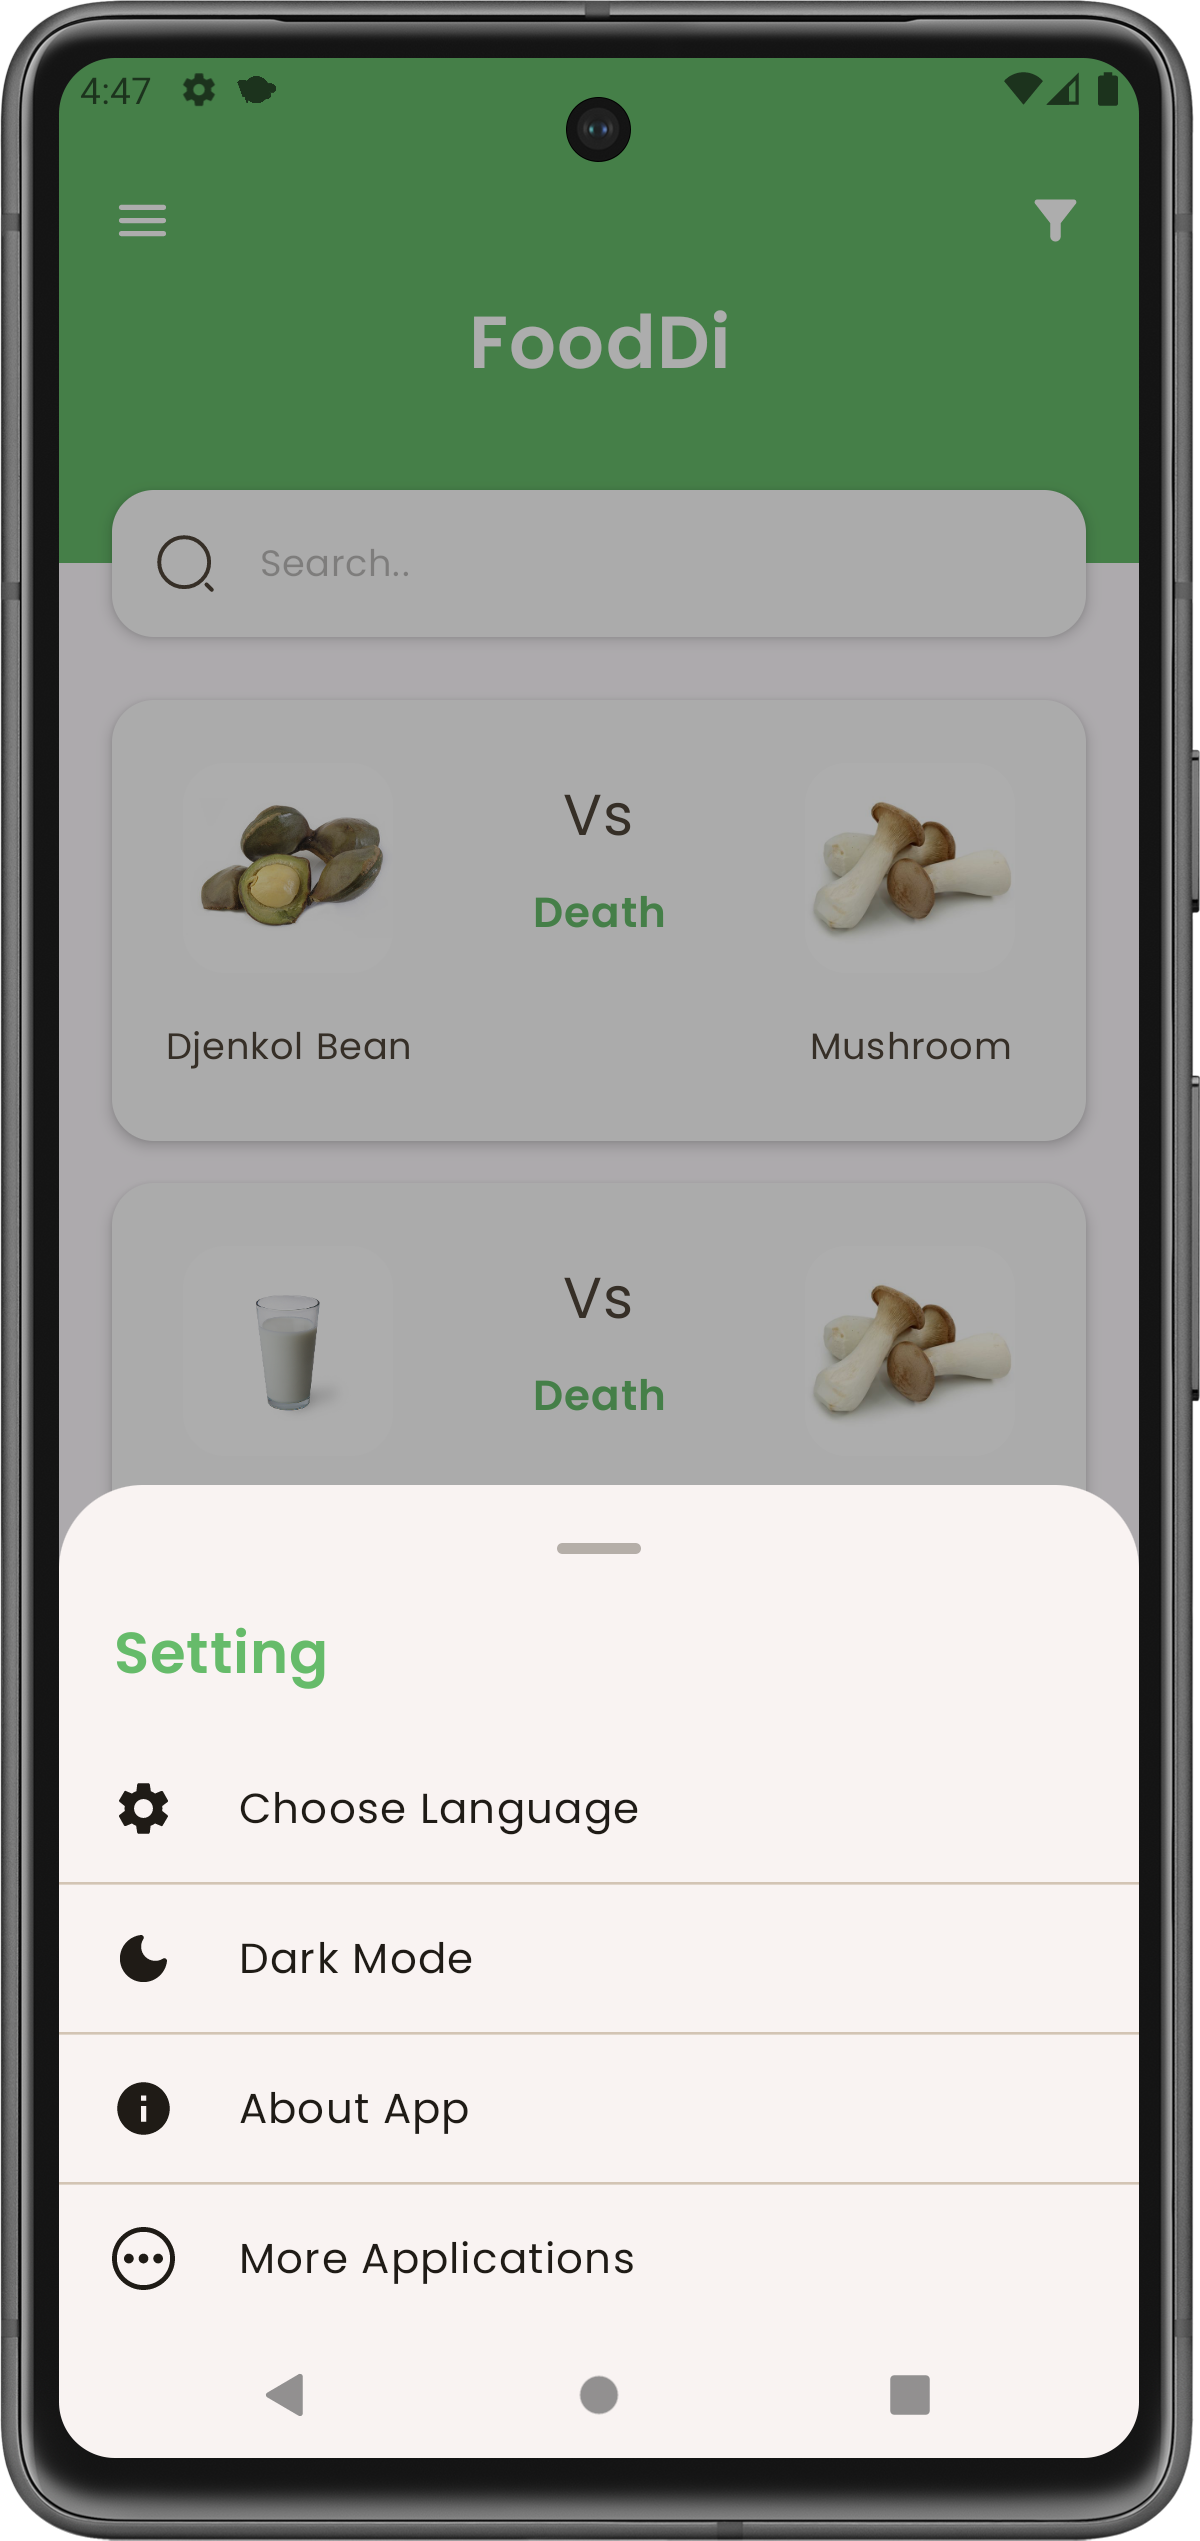 4:47
FoodDi
Search..
Vs
Death
Djenkol Bean
Mushroom
Vs
Death
Setting
Choose Language
Dark Mode
About App
More Applications